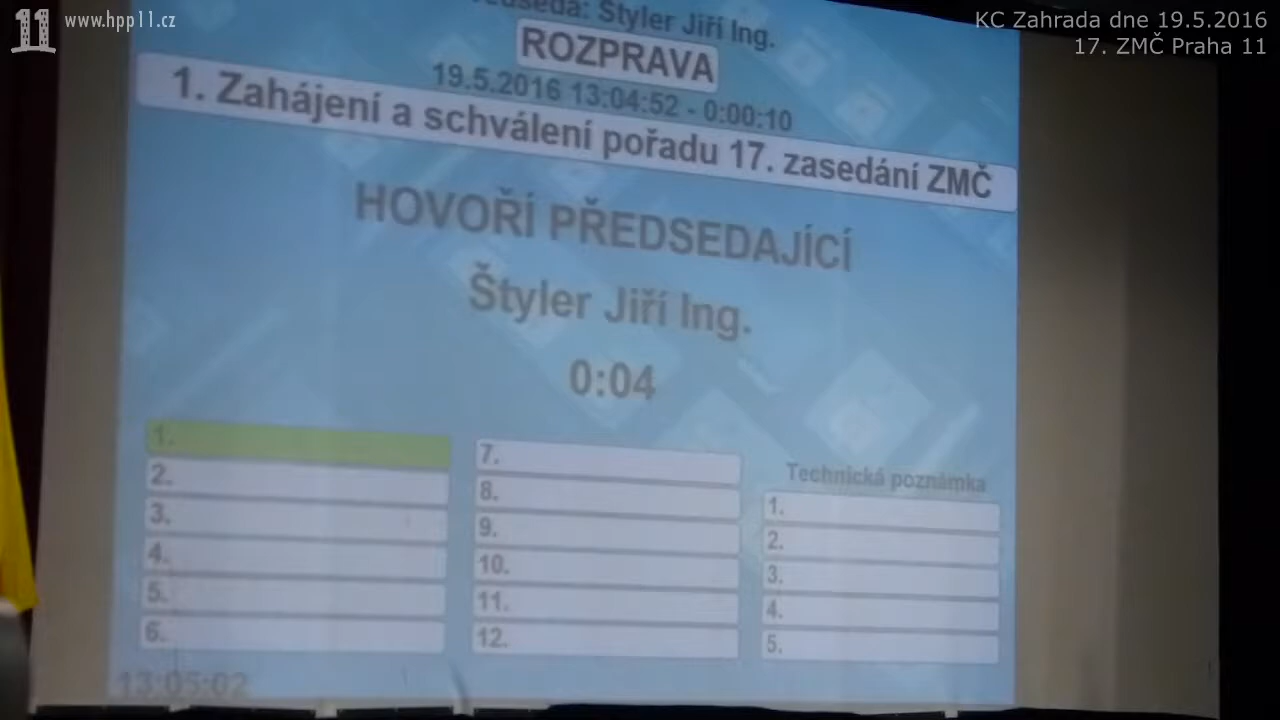 11 www.hpp11.cz
KC Zahrada dne 19.5.2016
17. ZMČ Praha 11
Štyler Jiří Ing.
ROZPRAVA
19.5.2016 13:04:52 - 0:00:10
1. Zahájení a schválení pořadu 17. zasedání ZMČ
HOVOŘÍ PŘEDSEDAJÍCÍ
Štyler Jiří Ing.
0:04
1.
2.
3.
4.
5.
6.
7.
8.
9.
10.
11.
12.
Technická poznámka
1.
2.
3.
4.
5.
13:05:02